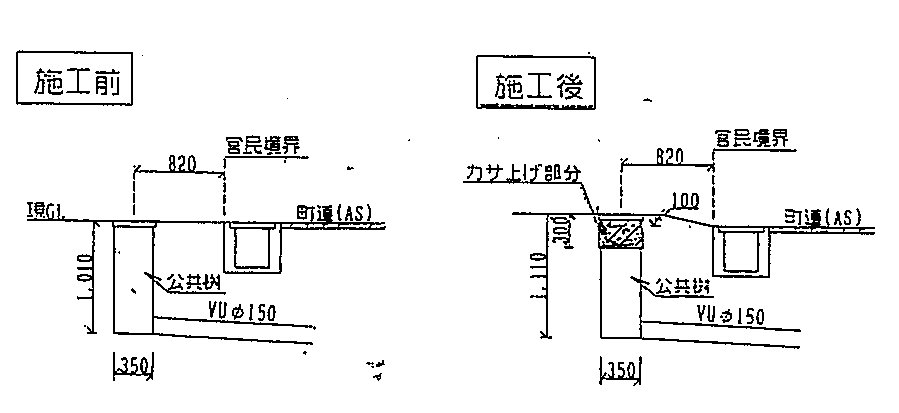 施工前
官民境界
820
現GL
町道(AS)
1,010
公共桝
VUφ150
350
施工後
官民境界
820
カサ上げ部分
100
300
町道(AS)
1,110
公共桝
VUφ150
350